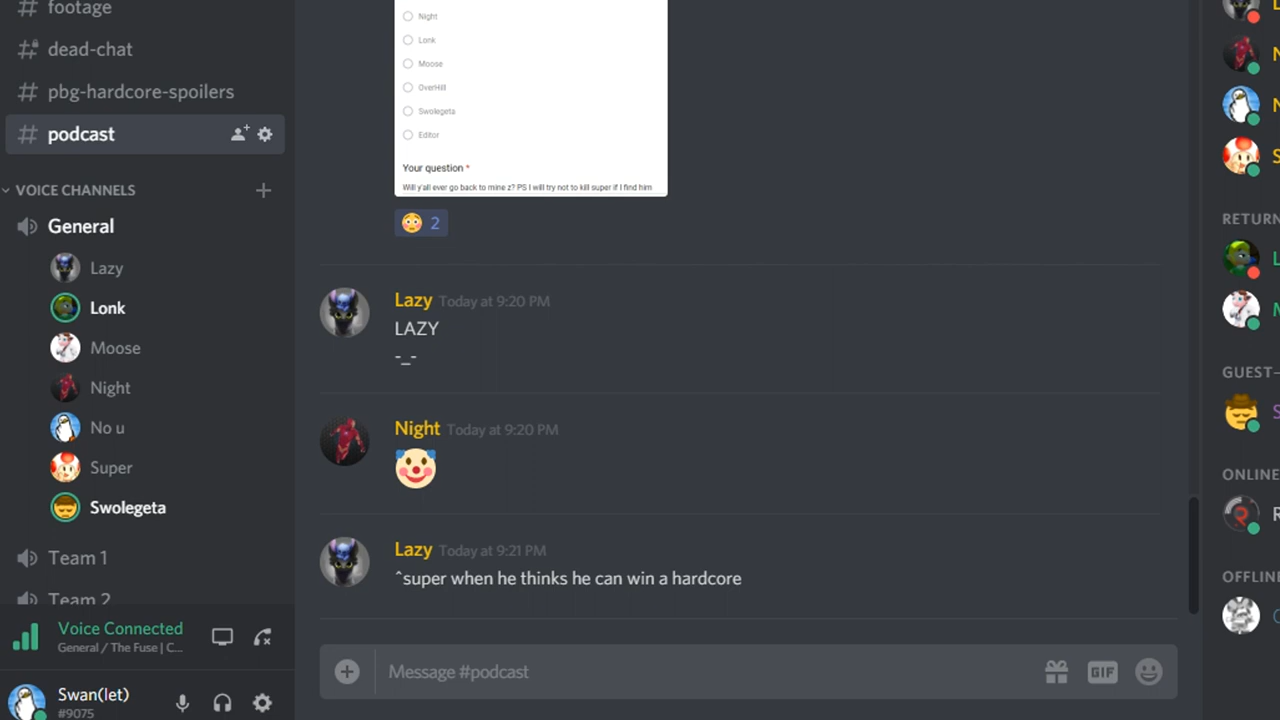 footage
dead-chat
pbg-hardcore-spoilers
podcast
VOICE CHANNELS
General
Lazy
Lonk
Moose
Night
No u
Super
Swolegeta
Team 1
Team 2
Voice Connected
General / The Fuse | C...
Swan(let)
#9075
Night
Lonk
Moose
OverHill
Swolegeta
Editor
Your question *
Will y'all ever go back to mine z? PS I will try not to kill super if I find him
2
Lazy Today at 9:20 PM
LAZY
-_-
Night Today at 9:20 PM
Lazy Today at 9:21 PM
^super when he thinks he can win a hardcore
Message #podcast
GIF
RETURN
GUEST-
ONLINE
OFFLINE